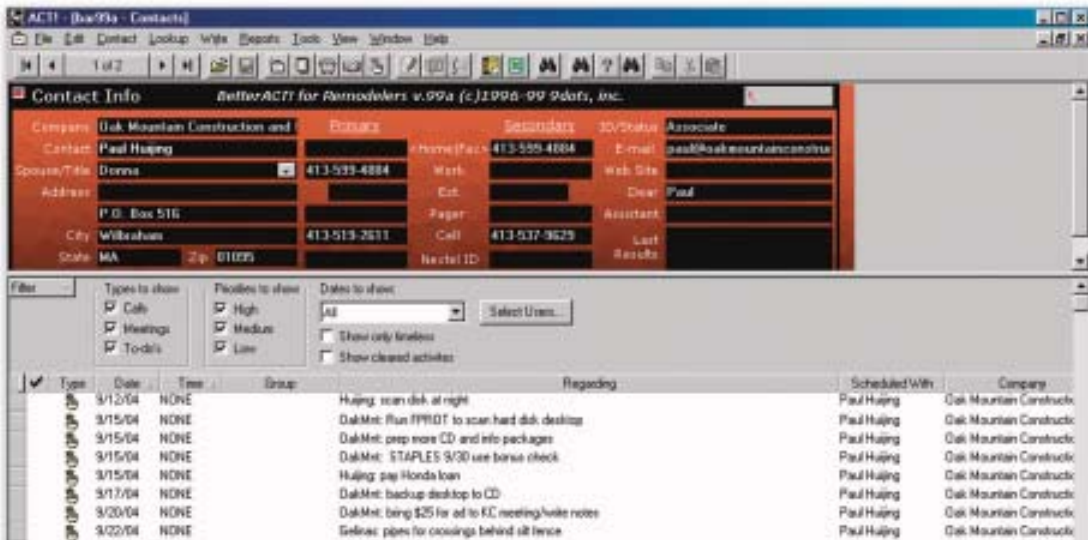 ACT! - [bar99a - Contacts]
File Edit Contact Lookup Write Reports Tools View Window Help
1 of 2
Contact Info BetterACT! for Remodelers v.99a (c)1996-99 9dots, inc.
Company Oak Mountain Construction and Primary Secondary ID/Status Associate
Contact Paul Huijing <Home|Fax> 413-599-4884 E-mail paul@oakmountainconstruc
Spouse/Title Donna 413-599-4884 Work Web Site
Address Ext. Dear Paul
P.O. Box 516 Pager Assistant
City Wilbraham 413-519-2611 Cell 413-537-9629 Last
State MA Zip 01095 Nextel ID Results
Filter Types to show Priorities to show Dates to show:
Calls High All Select Users...
Meetings Medium Show only timeless
To-do's Low Show cleared activities
Type Date Time Group Regarding Scheduled With Company
9/12/04 NONE Huijing: scan disk at night Paul Huijing Oak Mountain Constructic
9/15/04 NONE OakMnt: Run FPROT to scan hard disk desktop Paul Huijing Oak Mountain Constructic
9/15/04 NONE OakMnt: prep more CD and info packages Paul Huijing Oak Mountain Constructic
9/15/04 NONE OakMnt: STAPLES 9/30 use bonus check Paul Huijing Oak Mountain Constructic
9/15/04 NONE Huijing: pay Honda loan Paul Huijing Oak Mountain Constructic
9/17/04 NONE OakMnt: backup desktop to CD Paul Huijing Oak Mountain Constructic
9/20/04 NONE OakMnt: bring $25 for ad to KC meeting/write notes Paul Huijing Oak Mountain Constructic
9/22/04 NONE Gelinas: pipes for crossings behind silt fence Paul Huijing Oak Mountain Constructic